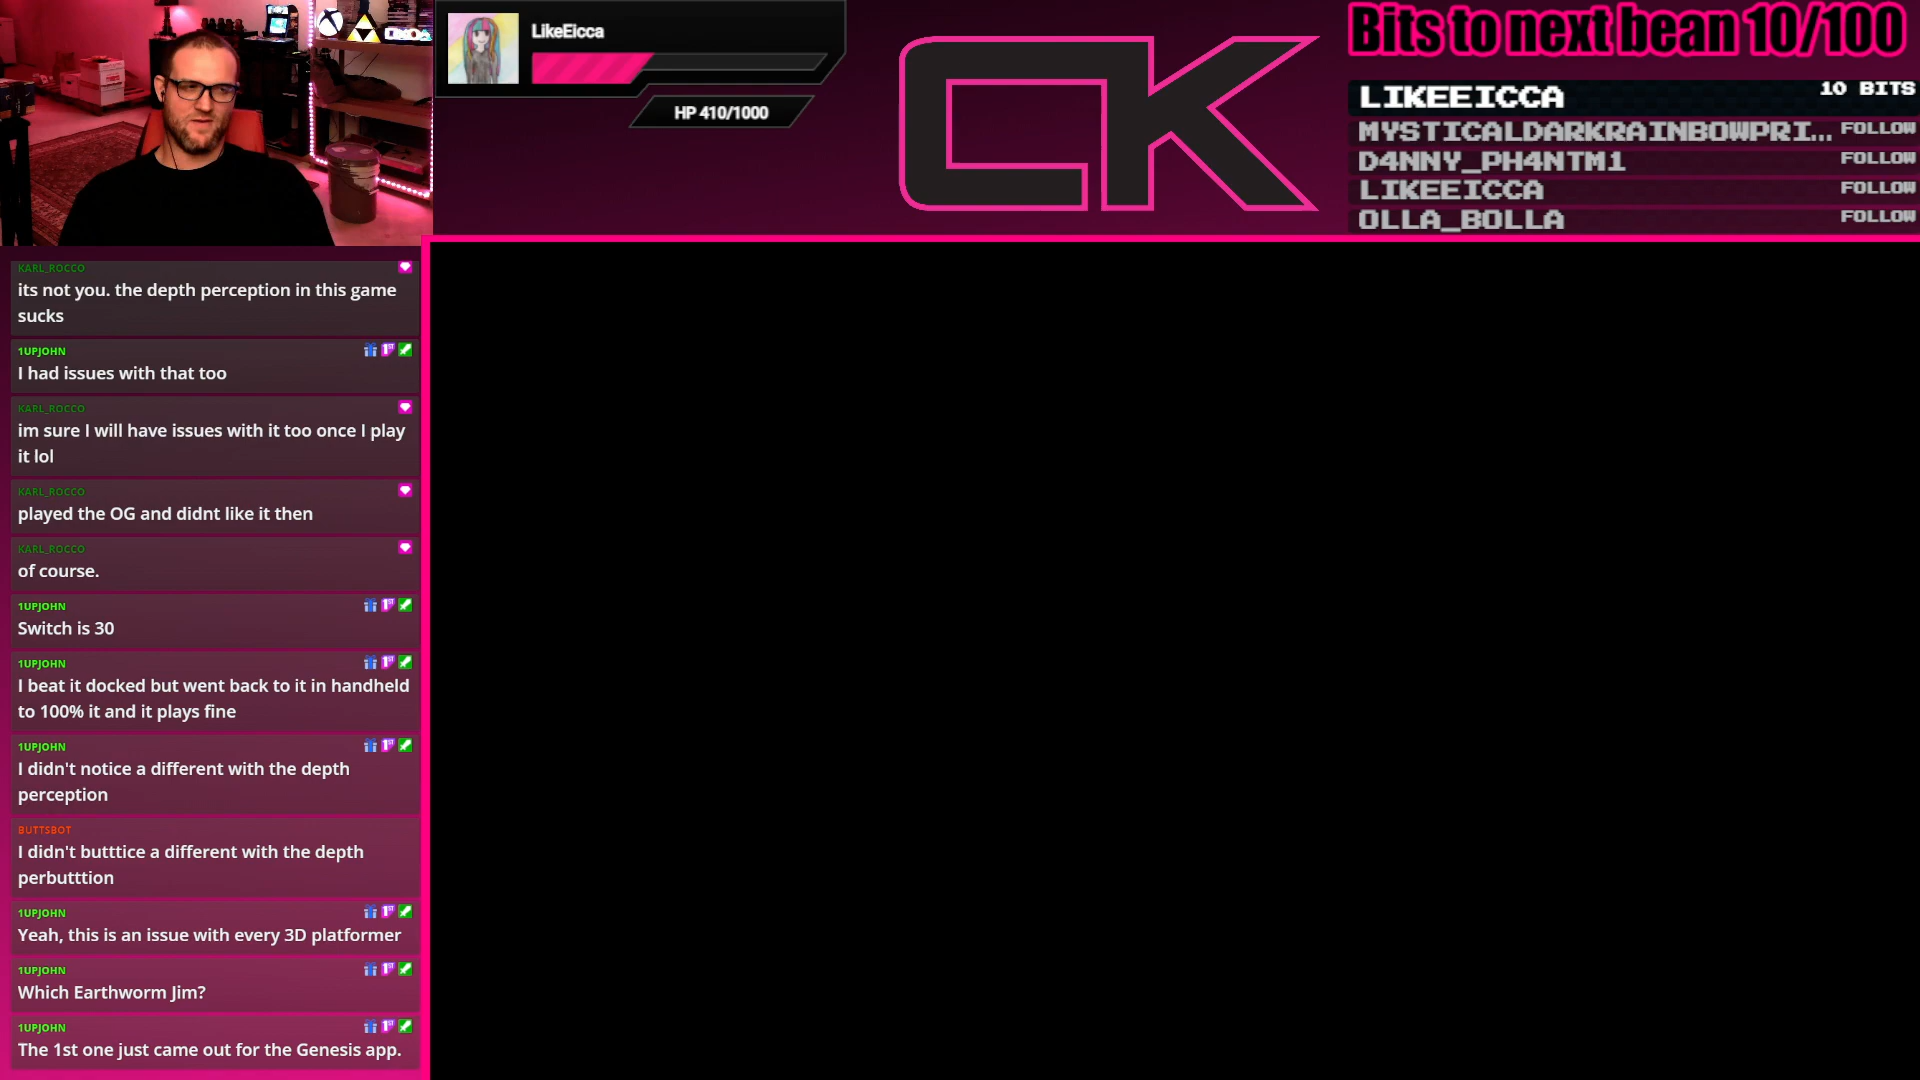 LikeEicca
HP 410/1000
CK
Bits to next bean 10/100
LIKEEICCA 10 BITS
MYSTICALDARKRAINBOWPRI... FOLLOW
D4NNY_PH4NTM1 FOLLOW
LIKEEICCA FOLLOW
OLLA_BOLLA FOLLOW
KARL_ROCCO
its not you. the depth perception in this game
sucks
1UPJOHN
I had issues with that too
KARL_ROCCO
im sure I will have issues with it too once I play
it lol
KARL_ROCCO
played the OG and didnt like it then
KARL_ROCCO
of course.
1UPJOHN
Switch is 30
1UPJOHN
I beat it docked but went back to it in handheld
to 100% it and it plays fine
1UPJOHN
I didn't notice a different with the depth
perception
BUTTSBOT
I didn't butttice a different with the depth
perbutttion
1UPJOHN
Yeah, this is an issue with every 3D platformer
1UPJOHN
Which Earthworm Jim?
1UPJOHN
The 1st one just came out for the Genesis app.